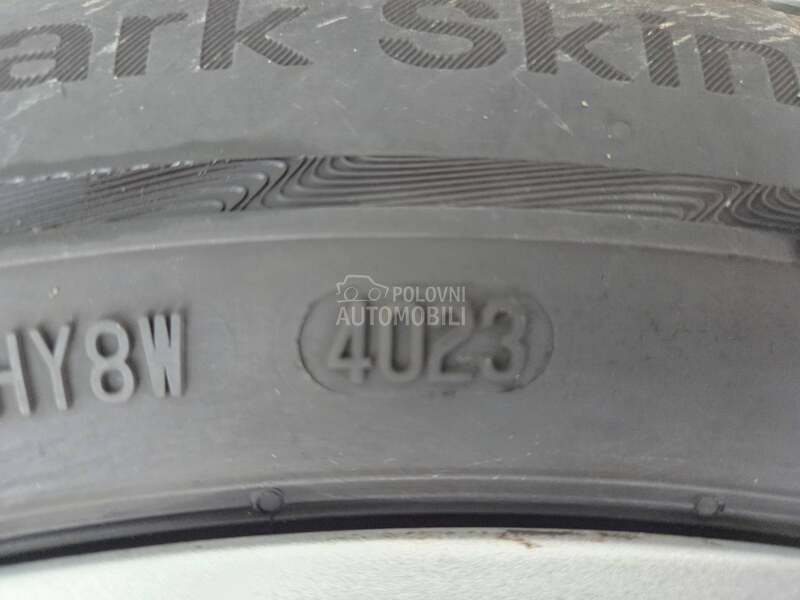 ark Skin
POLOVNI
AUTOMOBILI
HY8W 4023